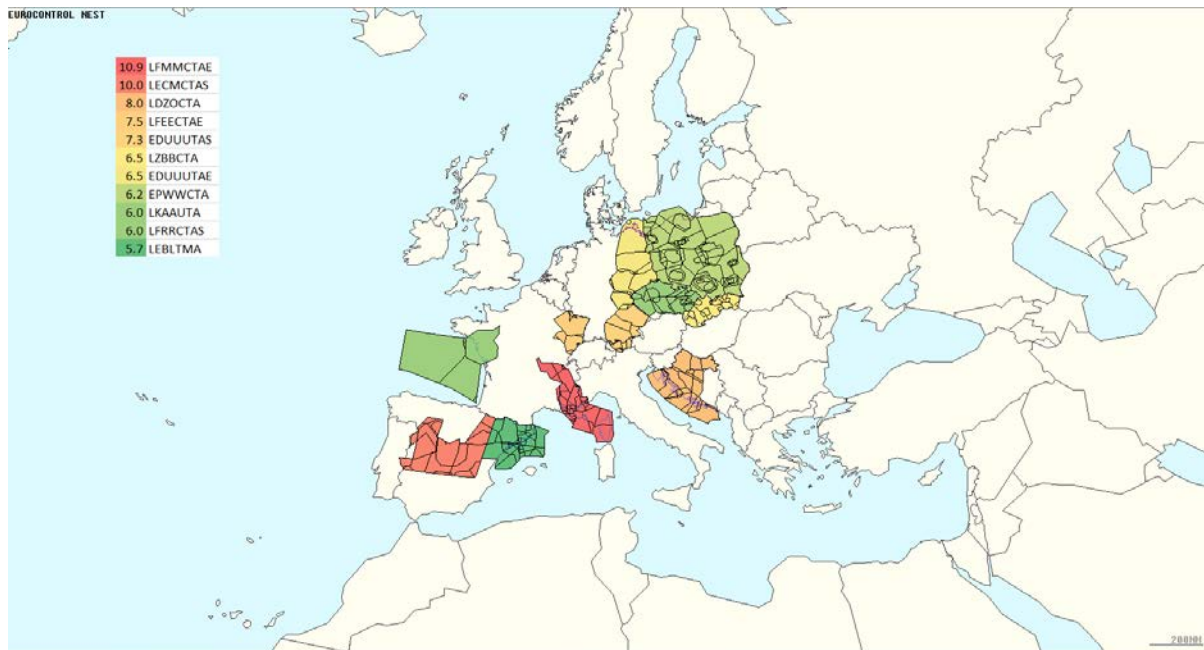 EUROCONTROL NEST
10.9 LFMMCTAE
10.0 LECMCTAS
8.0 LDZOCTA
7.5 LFEECTAE
7.3 EDUUUTAS
6.5 LZBBCTA
6.5 EDUUUTAE
6.2 EPWWCTA
6.0 LKAAUTA
6.0 LFRRCTAS
5.7 LEBLTMA
200NM